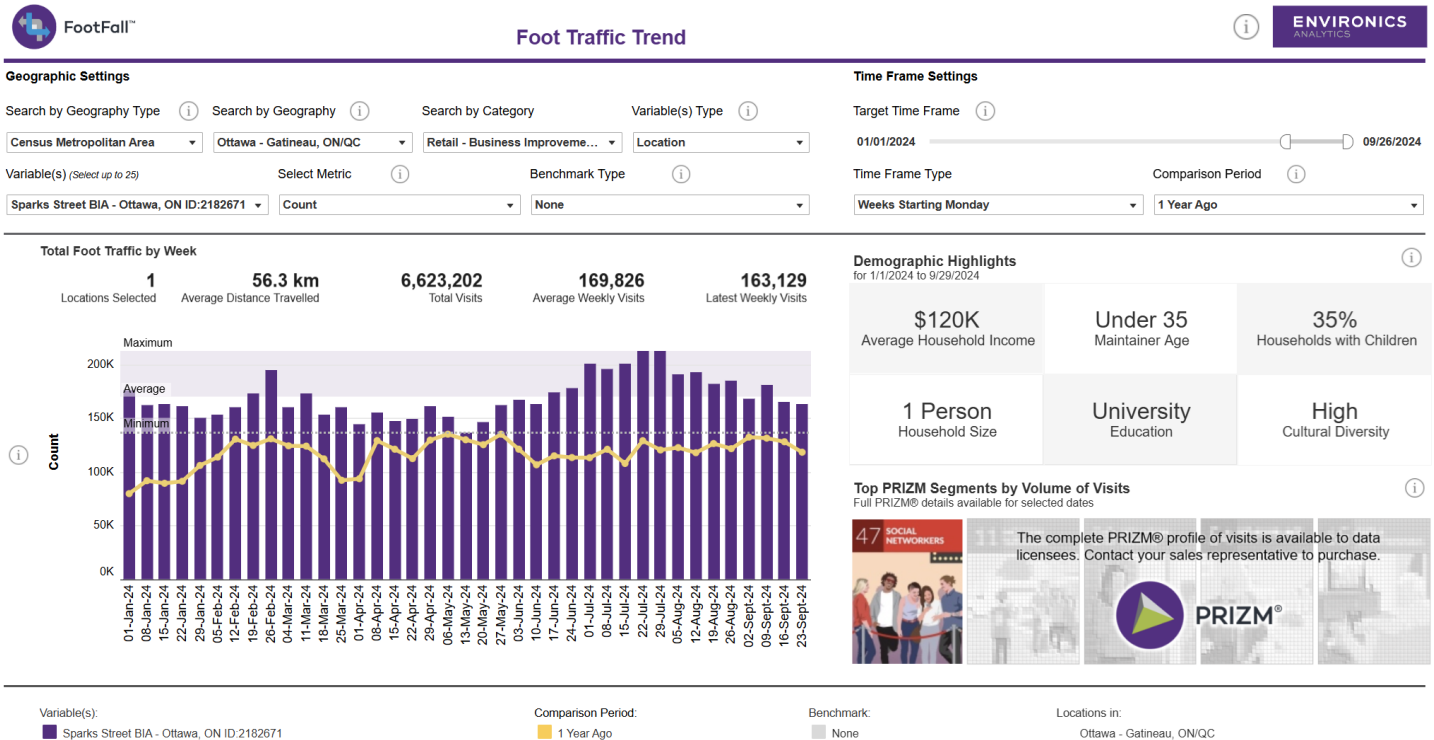 FootFall™
Foot Traffic Trend
ENVIRONICS
ANALYTICS
Geographic Settings
Time Frame Settings
Search by Geography Type
Search by Geography
Search by Category
Variable(s) Type
Target Time Frame
Census Metropolitan Area
Ottawa - Gatineau, ON/QC
Retail - Business Improveme...
Location
01/01/2024
09/26/2024
Variable(s) (Select up to 25)
Select Metric
Benchmark Type
Time Frame Type
Comparison Period
Sparks Street BIA - Ottawa, ON ID:2182671
Count
None
Weeks Starting Monday
1 Year Ago
Total Foot Traffic by Week
1
Locations Selected
56.3 km
Average Distance Travelled
6,623,202
Total Visits
169,826
Average Weekly Visits
163,129
Latest Weekly Visits
Maximum
Average
Minimum
Count
200K
150K
100K
50K
0K
01-Jan-24
08-Jan-24
15-Jan-24
22-Jan-24
29-Jan-24
05-Feb-24
12-Feb-24
19-Feb-24
26-Feb-24
04-Mar-24
11-Mar-24
18-Mar-24
25-Mar-24
01-Apr-24
08-Apr-24
15-Apr-24
22-Apr-24
29-Apr-24
06-May-24
13-May-24
20-May-24
27-May-24
03-Jun-24
10-Jun-24
17-Jun-24
24-Jun-24
01-Jul-24
08-Jul-24
15-Jul-24
22-Jul-24
29-Jul-24
05-Aug-24
12-Aug-24
19-Aug-24
26-Aug-24
02-Sept-24
09-Sept-24
16-Sept-24
23-Sept-24
Demographic Highlights
for 1/1/2024 to 9/29/2024
$120K
Average Household Income
Under 35
Maintainer Age
35%
Households with Children
1 Person
Household Size
University
Education
High
Cultural Diversity
Top PRIZM Segments by Volume of Visits
Full PRIZM® details available for selected dates
47 SOCIAL
NETWORKERS
The complete PRIZM® profile of visits is available to data
licensees. Contact your sales representative to purchase.
PRIZM®
Variable(s):
Sparks Street BIA - Ottawa, ON ID:2182671
Comparison Period:
1 Year Ago
Benchmark:
None
Locations in:
Ottawa - Gatineau, ON/QC